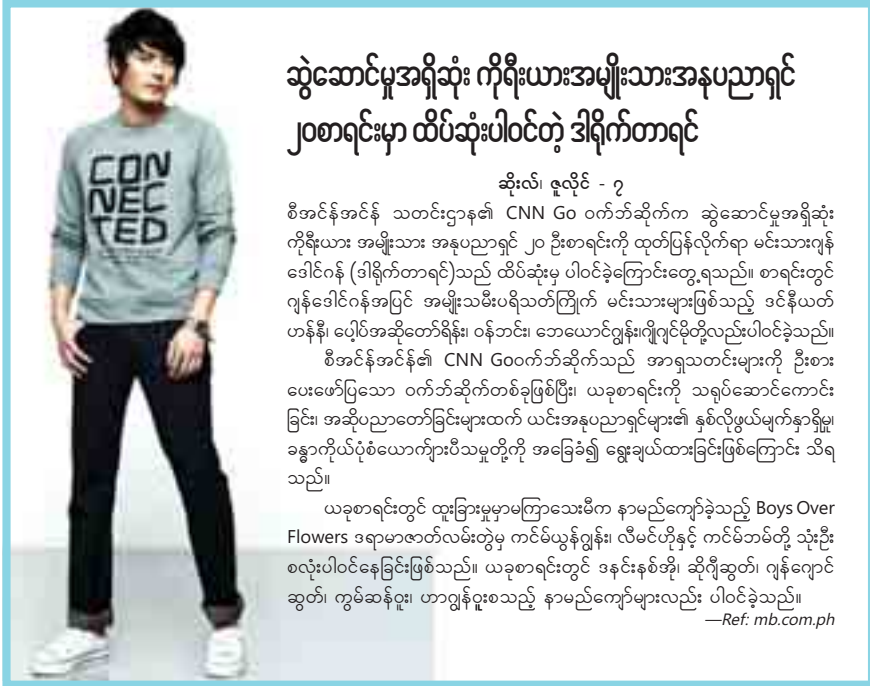 CON
NEC
TED
ဆွဲဆောင်မှုအရှိဆုံး ကိုရီးယားအမျိုးသားအနုပညာရှင်
၂၀စာရင်းမှာ ထိပ်ဆုံးပါဝင်တဲ့ ဒါရိုက်တာရင်
ဆိုးလ်၊ ဇူလိုင် - ၇
စီအင်န်အင်န် သတင်းဌာန၏ CNN Go ဝက်ဘ်ဆိုက်က ဆွဲဆောင်မှုအရှိဆုံး
ကိုရီးယား အမျိုးသား အနုပညာရှင် ၂၀ ဦးစာရင်းကို ထုတ်ပြန်လိုက်ရာ မင်းသားဂျန်
ဒေါင်ဂန် (ဒါရိုက်တာရင်)သည် ထိပ်ဆုံးမှ ပါဝင်ခဲ့ကြောင်းတွေ့ရသည်။ စာရင်းတွင်
ဂျန်ဒေါင်ဂန်အပြင် အမျိုးသမီးပရိသတ်ကြိုက် မင်းသားများဖြစ်သည့် ဒင်နီယတ်
ဟန်နီ၊ ပေါ့ပ်အဆိုတော်ရိန်း၊ ဝန်ဘင်း၊ ဘေယောင်ဂျွန်း၊ဂျိုဂျင်မိုတို့လည်းပါဝင်ခဲ့သည်။
စီအင်န်အင်န်၏ CNN Goဝက်ဘ်ဆိုက်သည် အာရှသတင်းများကို ဦးစား
ပေးဖော်ပြသော ဝက်ဘ်ဆိုက်တစ်ခုဖြစ်ပြီး၊ ယခုစာရင်းကို သရုပ်ဆောင်ကောင်း
ခြင်း၊ အဆိုပညာတော်ခြင်းများထက် ယင်းအနုပညာရှင်များ၏ နှစ်လိုဖွယ်မျက်နှာရှိမှု၊
ခန္ဓာကိုယ်ပုံစံယောက်ျားပီသမှုတို့ကို အခြေခံ၍ ရွေးချယ်ထားခြင်းဖြစ်ကြောင်း သိရ
သည်။
ယခုစာရင်းတွင် ထူးခြားမှုမှာမကြာသေးမီက နာမည်ကျော်ခဲ့သည့် Boys Over
Flowers ဒရာမာဇာတ်လမ်းတွဲမှ ကင်မ်ယွန်ဂျွန်း၊ လီမင်ဟိုနှင့် ကင်မ်ဘမ်တို့ သုံးဦး
စလုံးပါဝင်နေခြင်းဖြစ်သည်။ ယခုစာရင်းတွင် ဒနင်းနစ်အို၊ ဆိုဂျီဆွတ်၊ ဂျန်ဂျောင်
ဆွတ်၊ ကွမ်ဆန်ဝူး၊ ဟာဂျွန်ဝူးစသည့် နာမည်ကျော်များလည်း ပါဝင်ခဲ့သည်။
—Ref: mb.com.ph